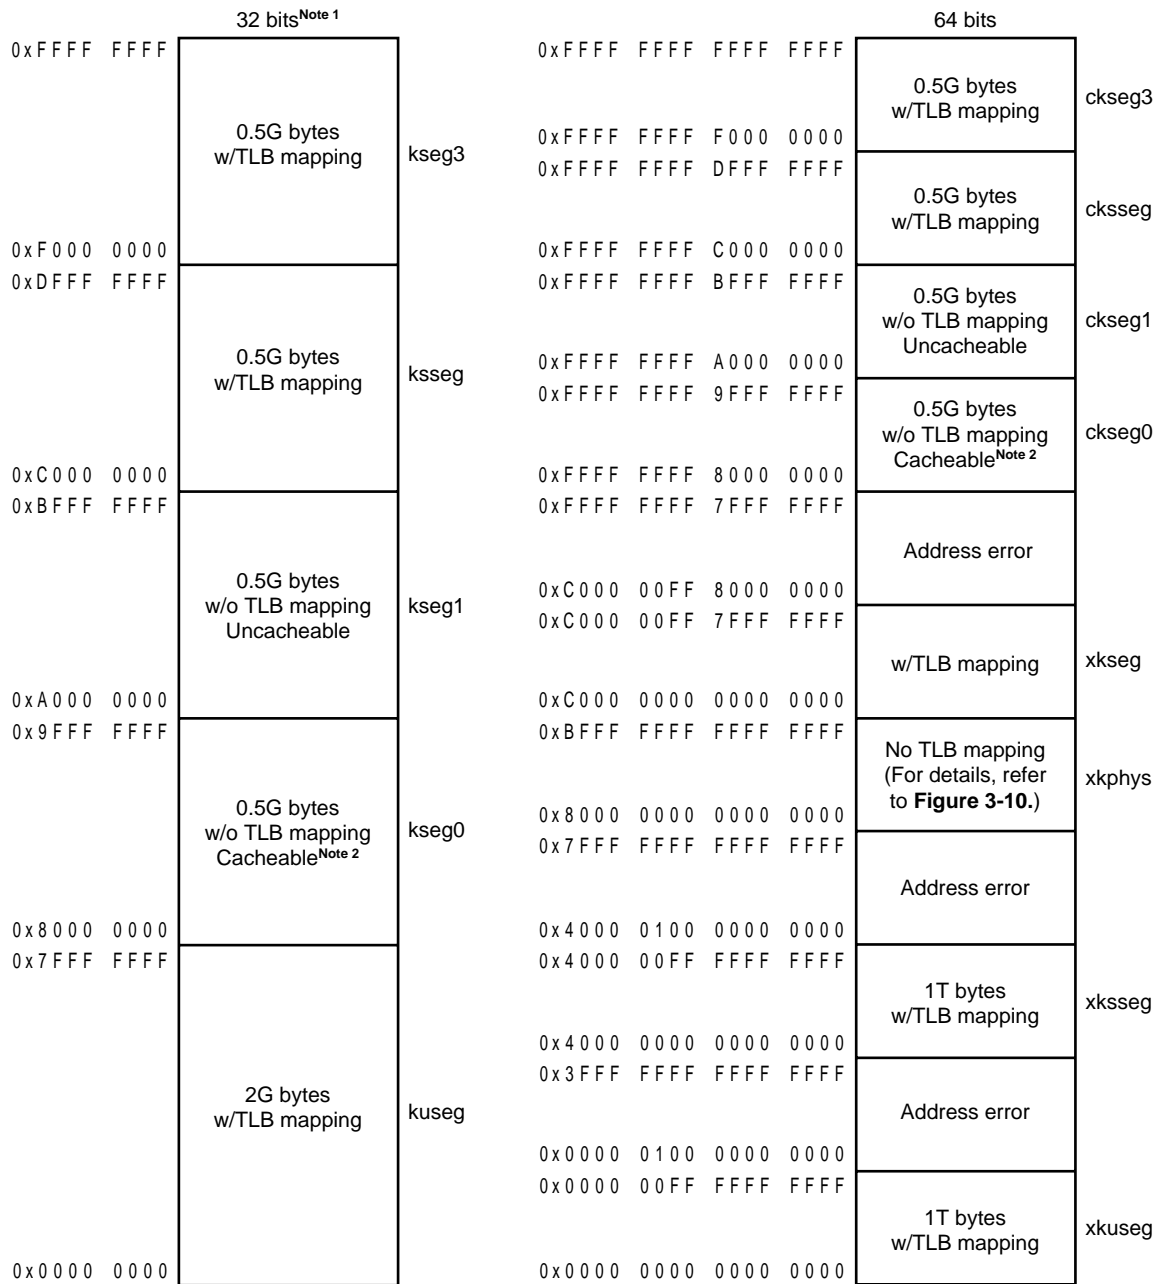 32 bitsNote 1
0xFFFF FFFF
0.5G bytes
w/TLB mapping
kseg3
0xF000 0000
0xDFFF FFFF
0.5G bytes
w/TLB mapping
ksseg
0xC000 0000
0xBFFF FFFF
0.5G bytes
w/o TLB mapping
Uncacheable
kseg1
0xA000 0000
0x9FFF FFFF
0.5G bytes
w/o TLB mapping
CacheableNote 2
kseg0
0x8000 0000
0x7FFF FFFF
2G bytes
w/TLB mapping
kuseg
0x0000 0000
64 bits
0xFFFF FFFF FFFF FFFF
0.5G bytes
w/TLB mapping
ckseg3
0xFFFF FFFF F000 0000
0xFFFF FFFF DFFF FFFF
0.5G bytes
w/TLB mapping
cksseg
0xFFFF FFFF C000 0000
0xFFFF FFFF BFFF FFFF
0.5G bytes
w/o TLB mapping
Uncacheable
ckseg1
0xFFFF FFFF A000 0000
0xFFFF FFFF 9FFF FFFF
0.5G bytes
w/o TLB mapping
CacheableNote 2
ckseg0
0xFFFF FFFF 8000 0000
0xFFFF FFFF 7FFF FFFF
Address error
0xC000 00FF 8000 0000
0xC000 00FF 7FFF FFFF
w/TLB mapping
xkseg
0xC000 0000 0000 0000
0xBFFF FFFF FFFF FFFF
No TLB mapping
(For details, refer
to Figure 3-10.)
xkphys
0x8000 0000 0000 0000
0x7FFF FFFF FFFF FFFF
Address error
0x4000 0100 0000 0000
0x4000 00FF FFFF FFFF
1T bytes
w/TLB mapping
xksseg
0x4000 0000 0000 0000
0x3FFF FFFF FFFF FFFF
Address error
0x0000 0100 0000 0000
0x0000 00FF FFFF FFFF
1T bytes
w/TLB mapping
xkuseg
0x0000 0000 0000 0000